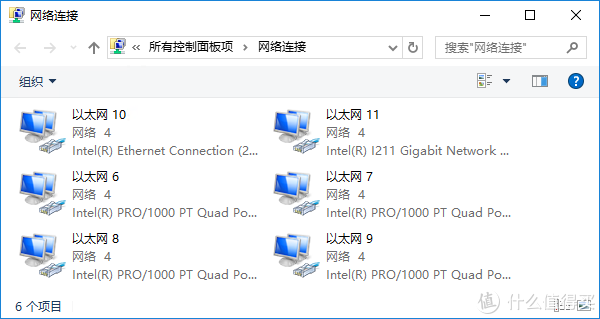 网络连接
« 所有控制面板项 › 网络连接
搜索"网络连接"
组织
以太网 10
网络 4
Intel(R) Ethernet Connection (2...
以太网 11
网络 4
Intel(R) I211 Gigabit Network ...
以太网 6
网络 4
Intel(R) PRO/1000 PT Quad Po...
以太网 7
网络 4
Intel(R) PRO/1000 PT Quad Po...
以太网 8
网络 4
Intel(R) PRO/1000 PT Quad Po...
以太网 9
网络 4
Intel(R) PRO/1000 PT Quad Po...
6 个项目
值 什么值得买